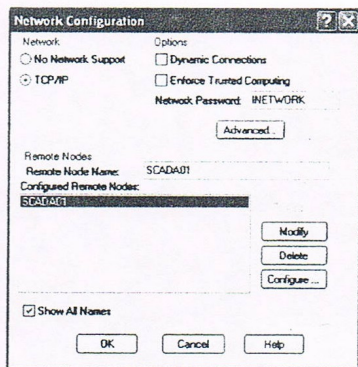 Network Configuration
Network
No Network Support
TCP/IP
Options
Dynamic Connections
Enforce Trusted Computing
Network Password: INETWORK
Advanced...
Remote Nodes
Remote Node Name: SCADA01
Configured Remote Nodes:
SCADA01
Modify
Delete
Configure ...
Show All Names
OK Cancel Help